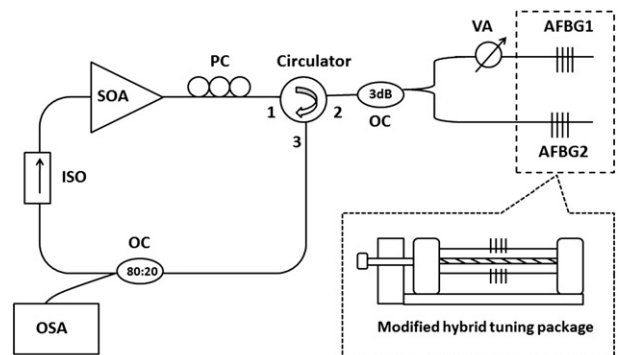 VA
AFBG1
PC
Circulator
SOA
1
2
3dB
OC
3
AFBG2
ISO
OC
80:20
OSA
Modified hybrid tuning package